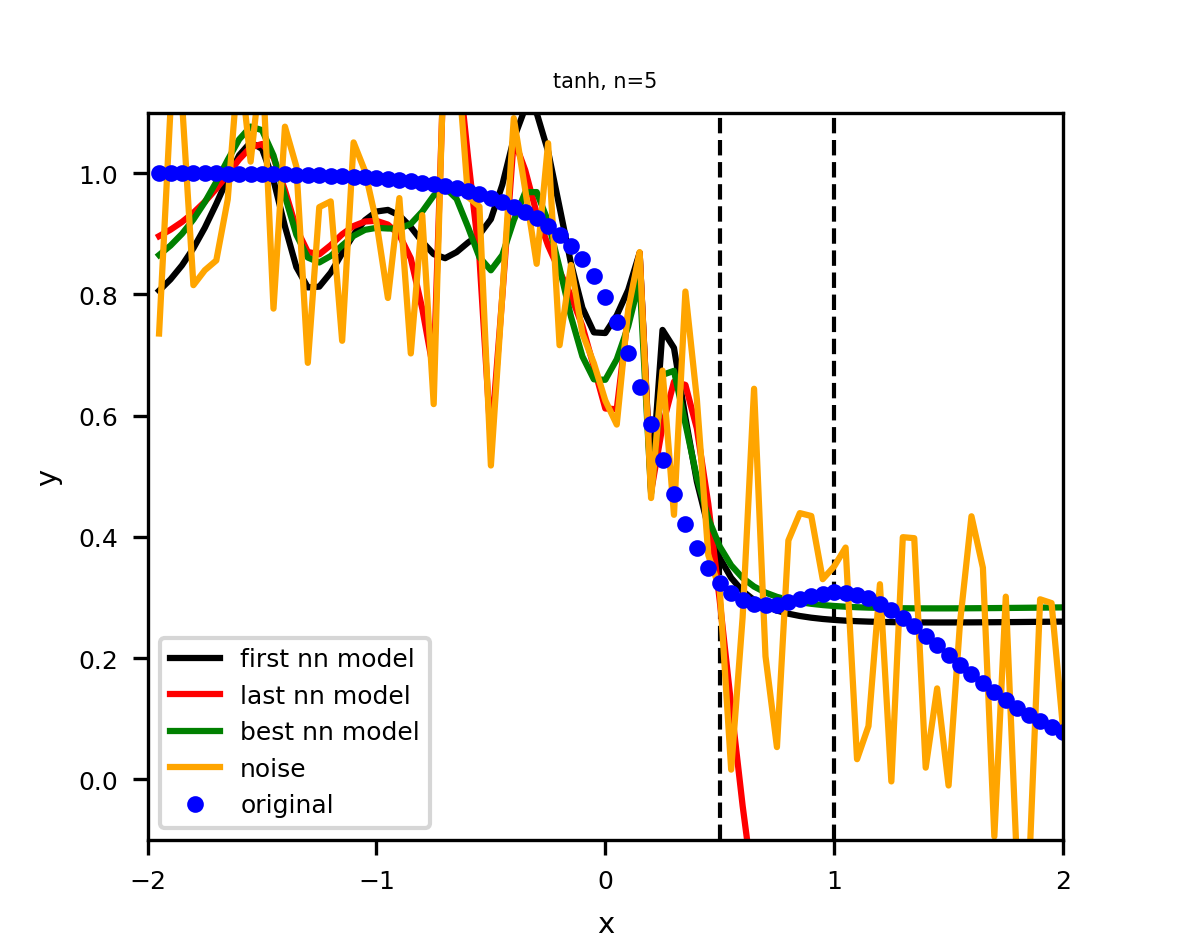 tanh, n=5
y
1.0
0.8
0.6
0.4
0.2
0.0
first nn model
last nn model
best nn model
noise
original
−2
−1
0
1
2
x